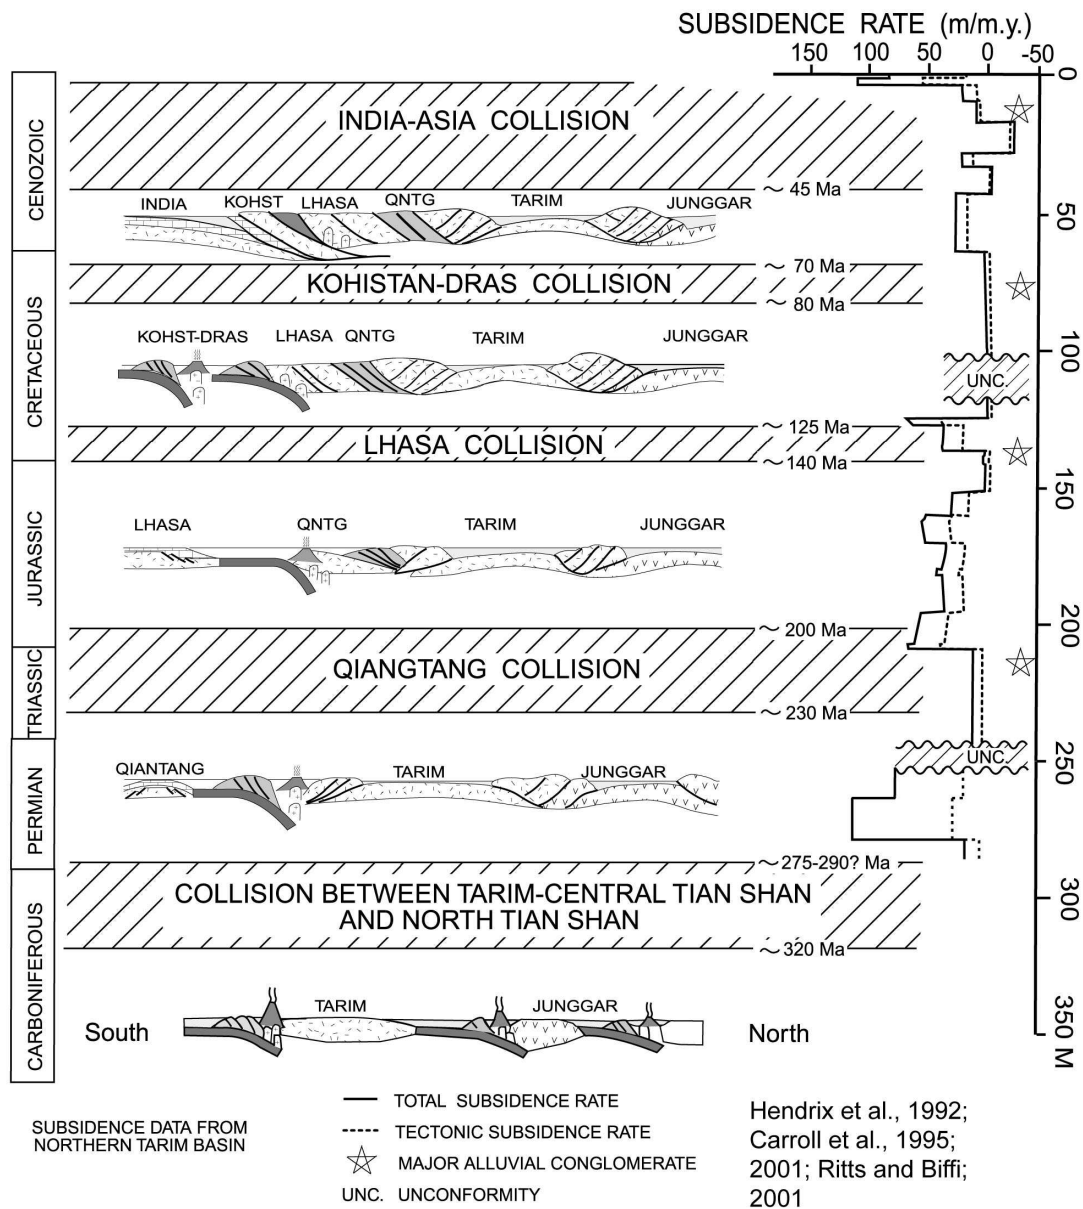 SUBSIDENCE RATE (m/m.y.)
150 100 50 0 -50
0
INDIA-ASIA COLLISION
CENOZOIC
~ 45 Ma
INDIA KOHST LHASA QNTG TARIM JUNGGAR
50
~ 70 Ma
KOHISTAN-DRAS COLLISION
~ 80 Ma
CRETACEOUS
KOHST-DRAS LHASA QNTG TARIM JUNGGAR
100
UNC.
~ 125 Ma
LHASA COLLISION
~ 140 Ma
150
JURASSIC
LHASA QNTG TARIM JUNGGAR
200
~ 200 Ma
QIANGTANG COLLISION
TRIASSIC
~ 230 Ma
UNC.
250
PERMIAN
QIANTANG TARIM JUNGGAR
~ 275-290? Ma
COLLISION BETWEEN TARIM-CENTRAL TIAN SHAN
AND NORTH TIAN SHAN
300
~ 320 Ma
CARBONIFEROUS
TARIM JUNGGAR
South North
350 M
SUBSIDENCE DATA FROM
NORTHERN TARIM BASIN
TOTAL SUBSIDENCE RATE
TECTONIC SUBSIDENCE RATE
MAJOR ALLUVIAL CONGLOMERATE
UNC. UNCONFORMITY
Hendrix et al., 1992;
Carroll et al., 1995;
2001; Ritts and Biffi;
2001